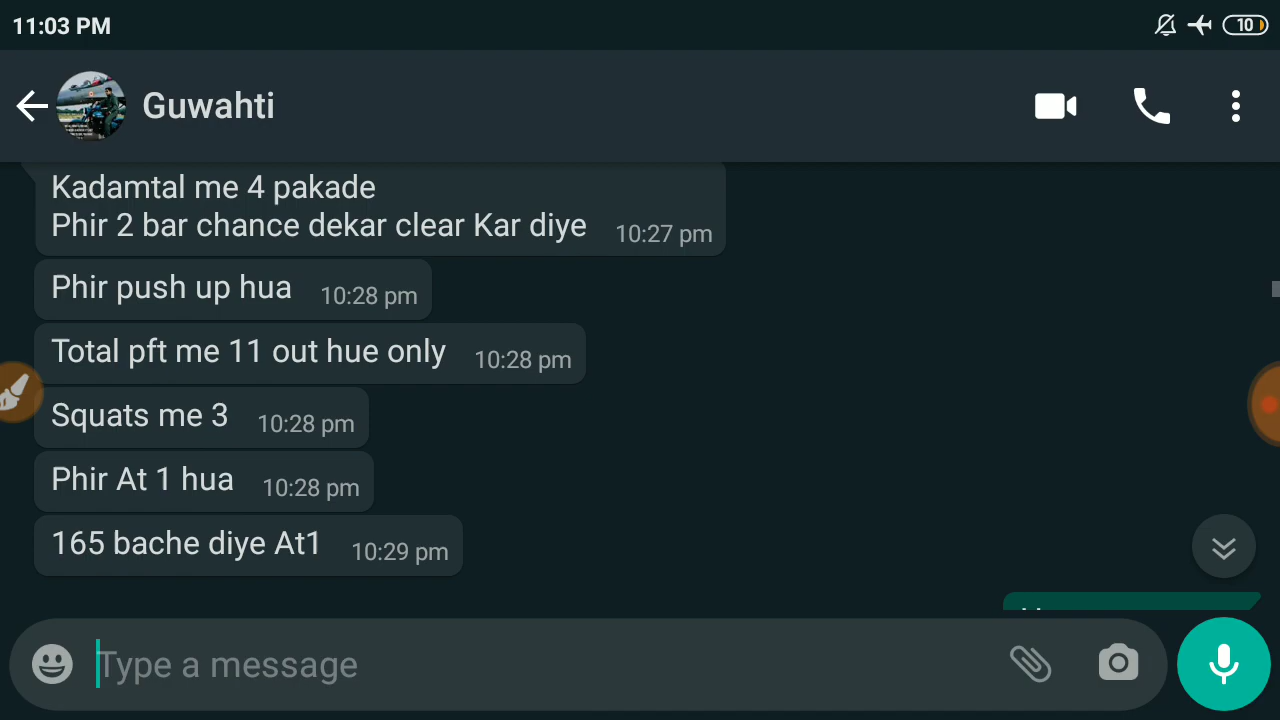 11:03 PM
10
Guwahti
Kadamtal me 4 pakade
Phir 2 bar chance dekar clear Kar diye 10:27 pm
Phir push up hua 10:28 pm
Total pft me 11 out hue only 10:28 pm
Squats me 3 10:28 pm
Phir At 1 hua 10:28 pm
165 bache diye At1 10:29 pm
Type a message